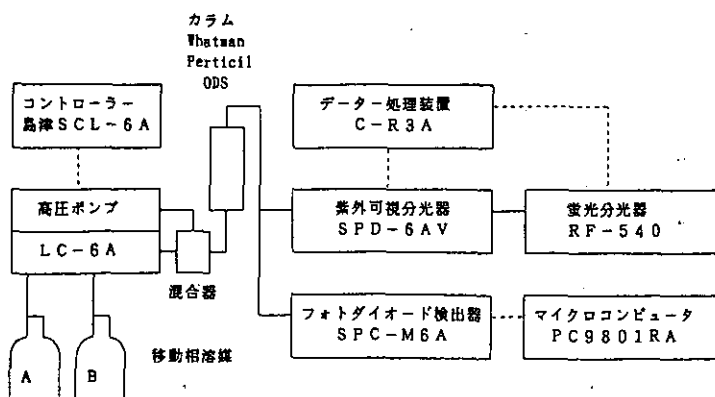 カラム
Whatman
Perticil
ODS
コントローラー
島津SCL-6A
データー処理装置
C-R3A
高圧ポンプ
LC-6A
混合器
紫外可視分光器
SPD-6AV
蛍光分光器
RF-540
フォトダイオード検出器
SPC-M6A
マイクロコンピュータ
PC9801RA
移動相溶媒
A
B